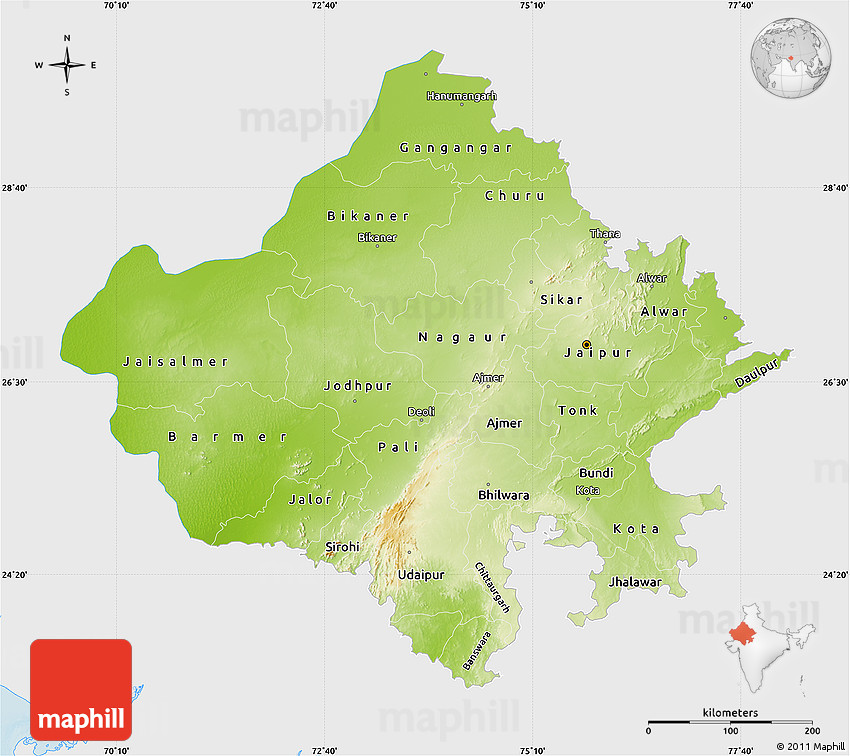 70°10' 72°40' 75°10' 77°40'
N
W E
S
maphill
Hanumangarh
Gangangar
28°40' 28°40'
Churu
Bikaner
Bikaner
Thana
Alwar
Sikar
Alwar
maphill
Nagaur
Jaipur
Jaisalmer
hill
Daulpur
Ajmer
26°30' 26°30'
Jodhpur
Deoli
Tonk
Ajmer
Barmer
Pali
Bundi
Kota
Bhilwara
Jalor
Kota
Sirohi
24°20' 24°20'
Udaipur
Chittaurgarh
Jhalawar
maphill
Banswara
maphill
kilometers
maphill
0 100 200
70°10' 72°40' 75°10' 77°40'
© 2011 Maphill